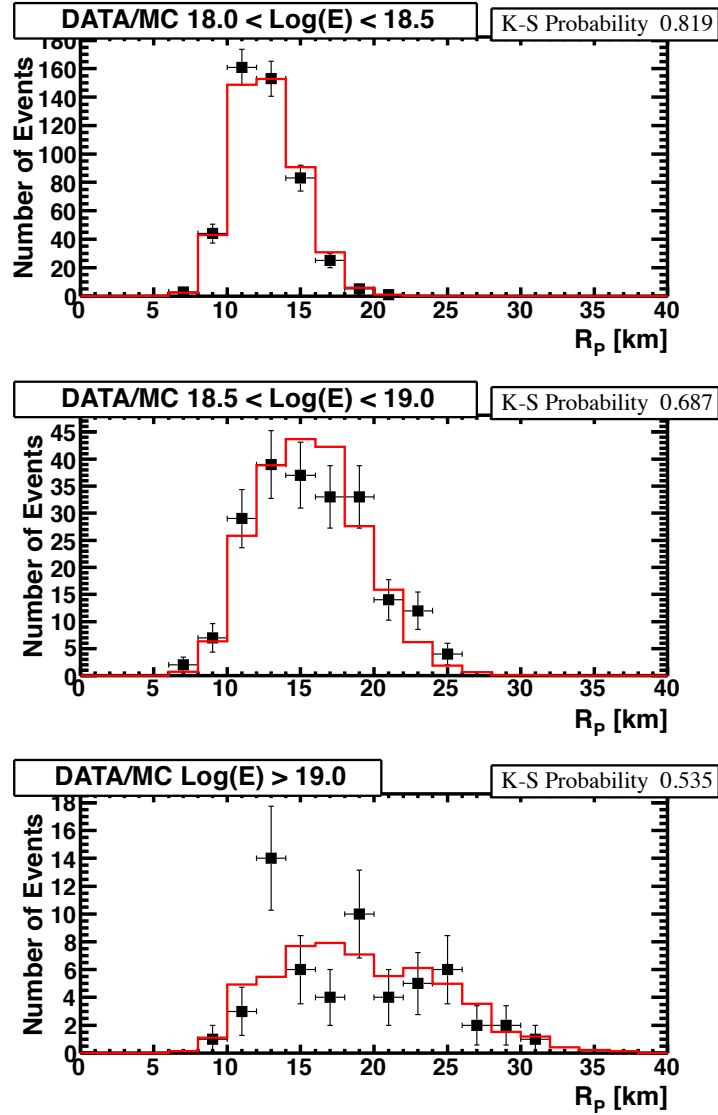 DATA/MC 18.0 < Log(E) < 18.5
K-S Probability 0.819
Number of Events
180
160
140
120
100
80
60
40
20
0
0 5 10 15 20 25 30 35 40
R_P [km]
DATA/MC 18.5 < Log(E) < 19.0
K-S Probability 0.687
Number of Events
45
40
35
30
25
20
15
10
5
0
0 5 10 15 20 25 30 35 40
R_P [km]
DATA/MC Log(E) > 19.0
K-S Probability 0.535
Number of Events
18
16
14
12
10
8
6
4
2
0
0 5 10 15 20 25 30 35 40
R_P [km]